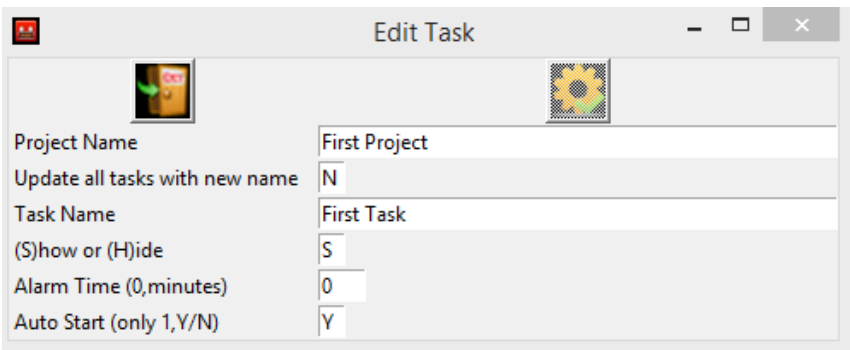 Edit Task
EXIT
Project Name First Project
Update all tasks with new name N
Task Name First Task
(S)how or (H)ide S
Alarm Time (0,minutes) 0
Auto Start (only 1,Y/N) Y